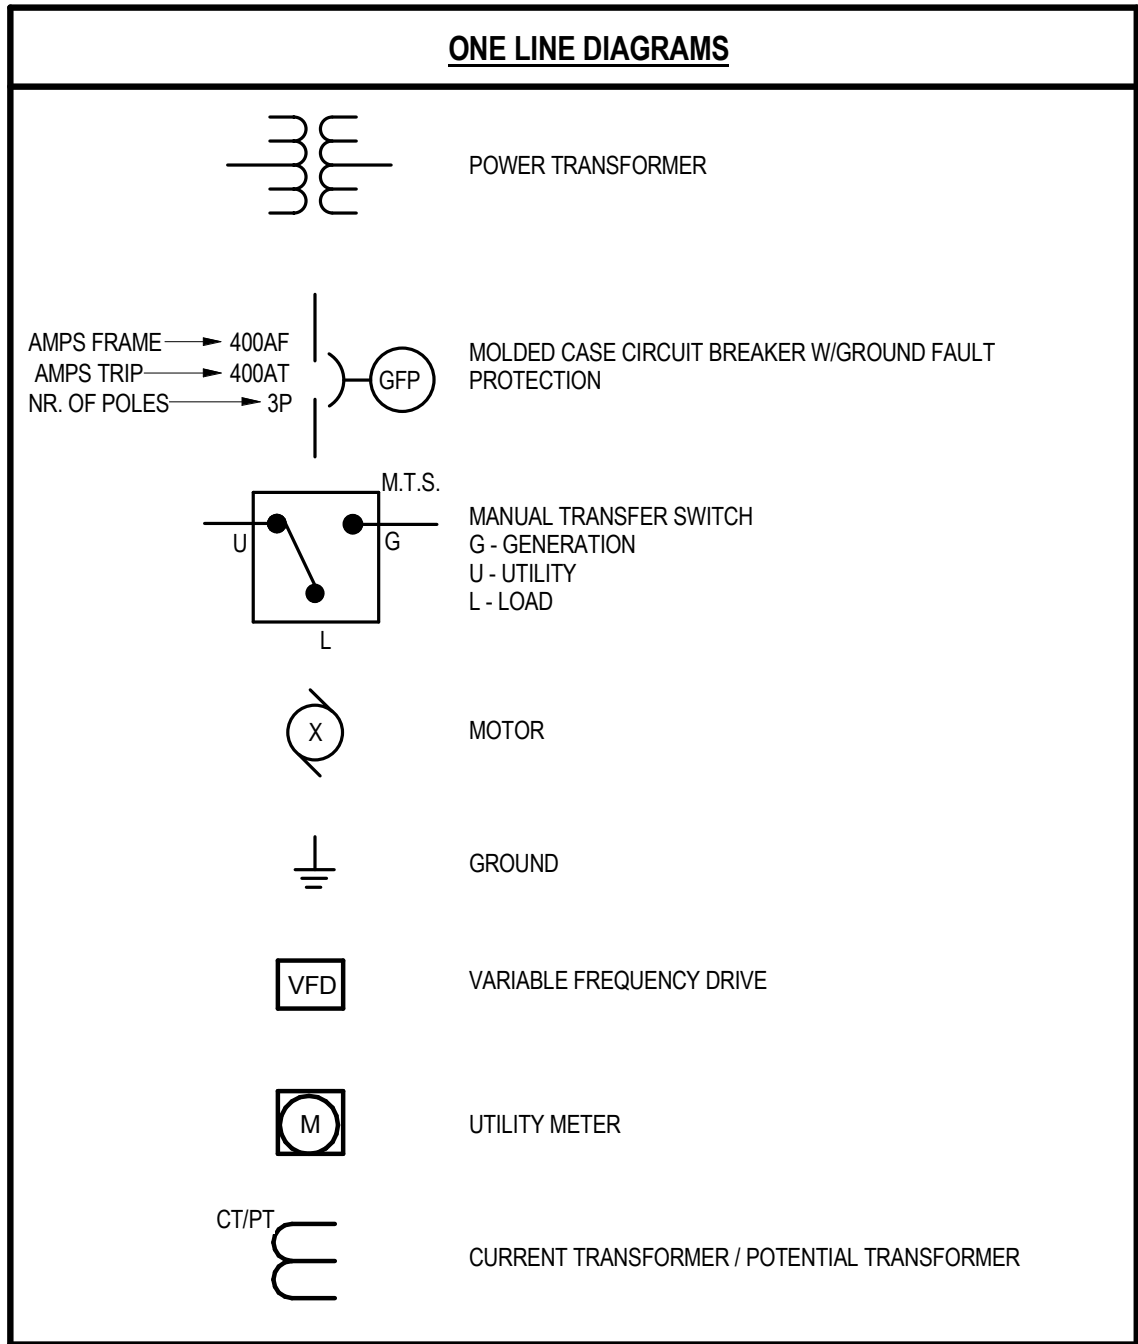 ONE LINE DIAGRAMS
POWER TRANSFORMER
AMPS FRAME 400AF
AMPS TRIP 400AT
NR. OF POLES 3P
GFP
MOLDED CASE CIRCUIT BREAKER W/GROUND FAULT
PROTECTION
M.T.S.
U
G
L
MANUAL TRANSFER SWITCH
G - GENERATION
U - UTILITY
L - LOAD
X
MOTOR
GROUND
VFD
VARIABLE FREQUENCY DRIVE
M
UTILITY METER
CT/PT
CURRENT TRANSFORMER / POTENTIAL TRANSFORMER